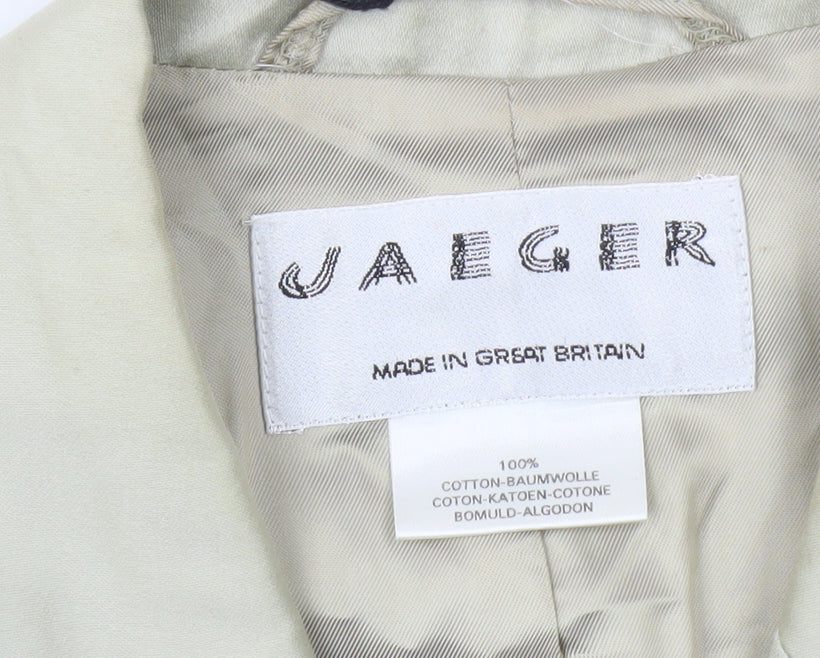 JAEGER
MADE IN GREAT BRITAIN
100%
COTTON-BAUMWOLLE
COTON-KATOEN-COTONE
BOMULD-ALGODON